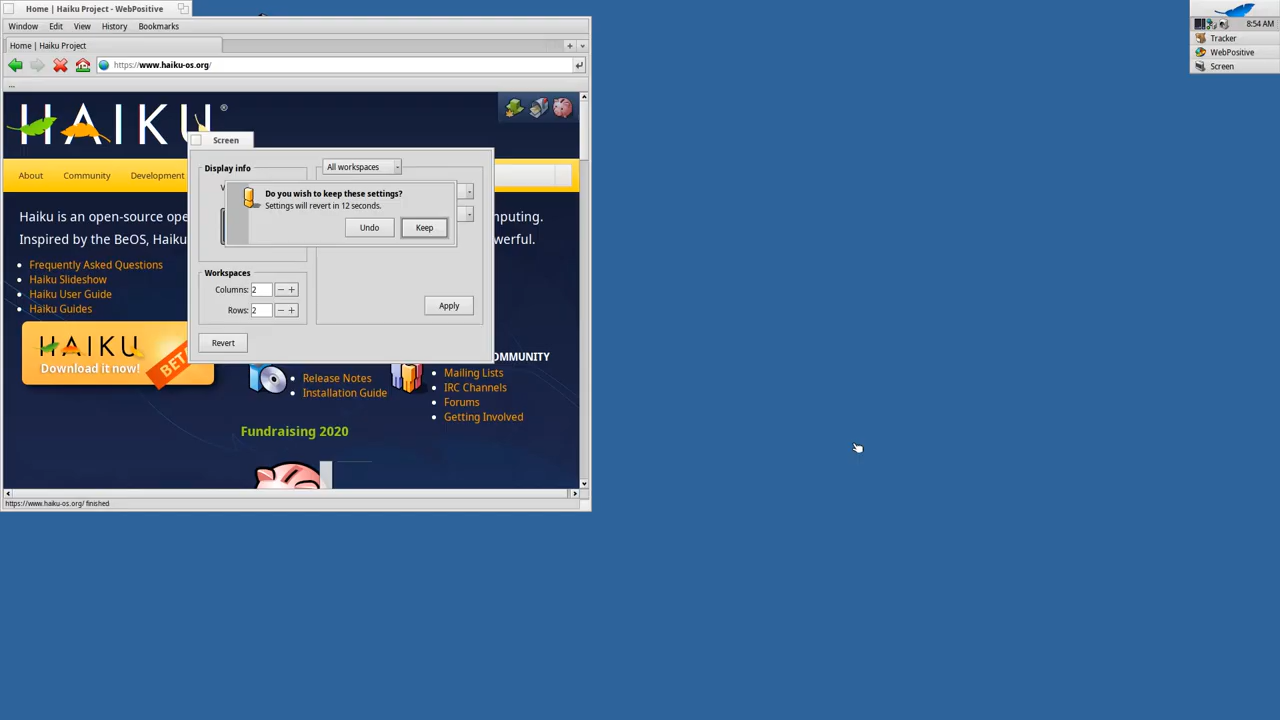 Home | Haiku Project - WebPositive
Window Edit View History Bookmarks
Home | Haiku Project
https://www.haiku-os.org/
...
HAIKU®
About Community Development
Haiku is an open-source ope
mputing.
Inspired by the BeOS, Haiku
werful.
Frequently Asked Questions
Haiku Slideshow
Haiku User Guide
Haiku Guides
HAIKU
Download it now!
BETA
Release Notes
Installation Guide
OMMUNITY
Mailing Lists
IRC Channels
Forums
Getting Involved
Fundraising 2020
https://www.haiku-os.org/ finished
Screen
Display info
All workspaces
Do you wish to keep these settings?
Settings will revert in 12 seconds.
Undo Keep
Workspaces
Columns: 2
Rows: 2
Apply
Revert
8:54 AM
Tracker
WebPositive
Screen